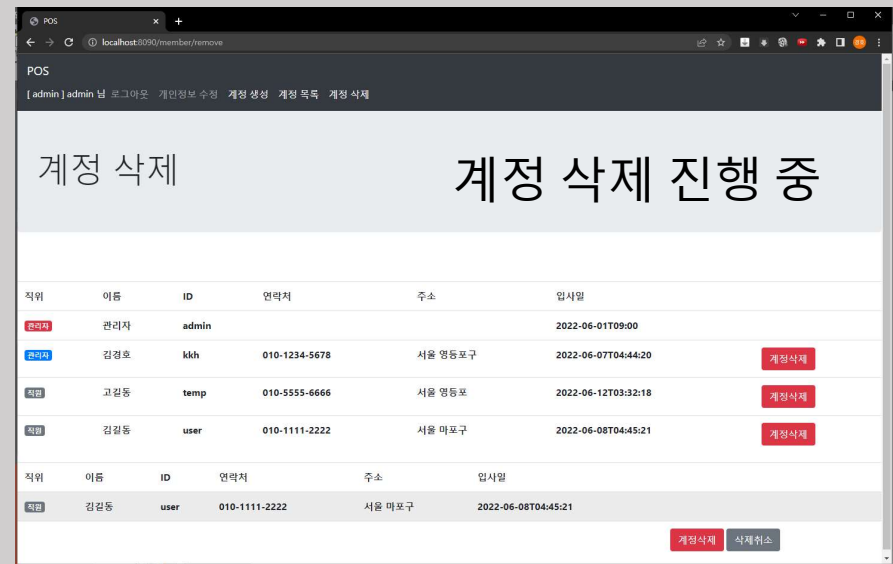 POS
localhost:8090/member/remove
POS
[ admin ] admin 님 로그아웃 개인정보 수정 계정 생성 계정 목록 계정 삭제
계정 삭제
계정 삭제 진행 중
직위 이름 ID 연락처 주소 입사일
관리자 관리자 admin 2022-06-01T09:00
관리자 김경호 kkh 010-1234-5678 서울 영등포구 2022-06-07T04:44:20 계정삭제
직원 고길동 temp 010-5555-6666 서울 영등포 2022-06-12T03:32:18 계정삭제
직원 김길동 user 010-1111-2222 서울 마포구 2022-06-08T04:45:21 계정삭제
직위 이름 ID 연락처 주소 입사일
직원 김길동 user 010-1111-2222 서울 마포구 2022-06-08T04:45:21
계정삭제 삭제취소